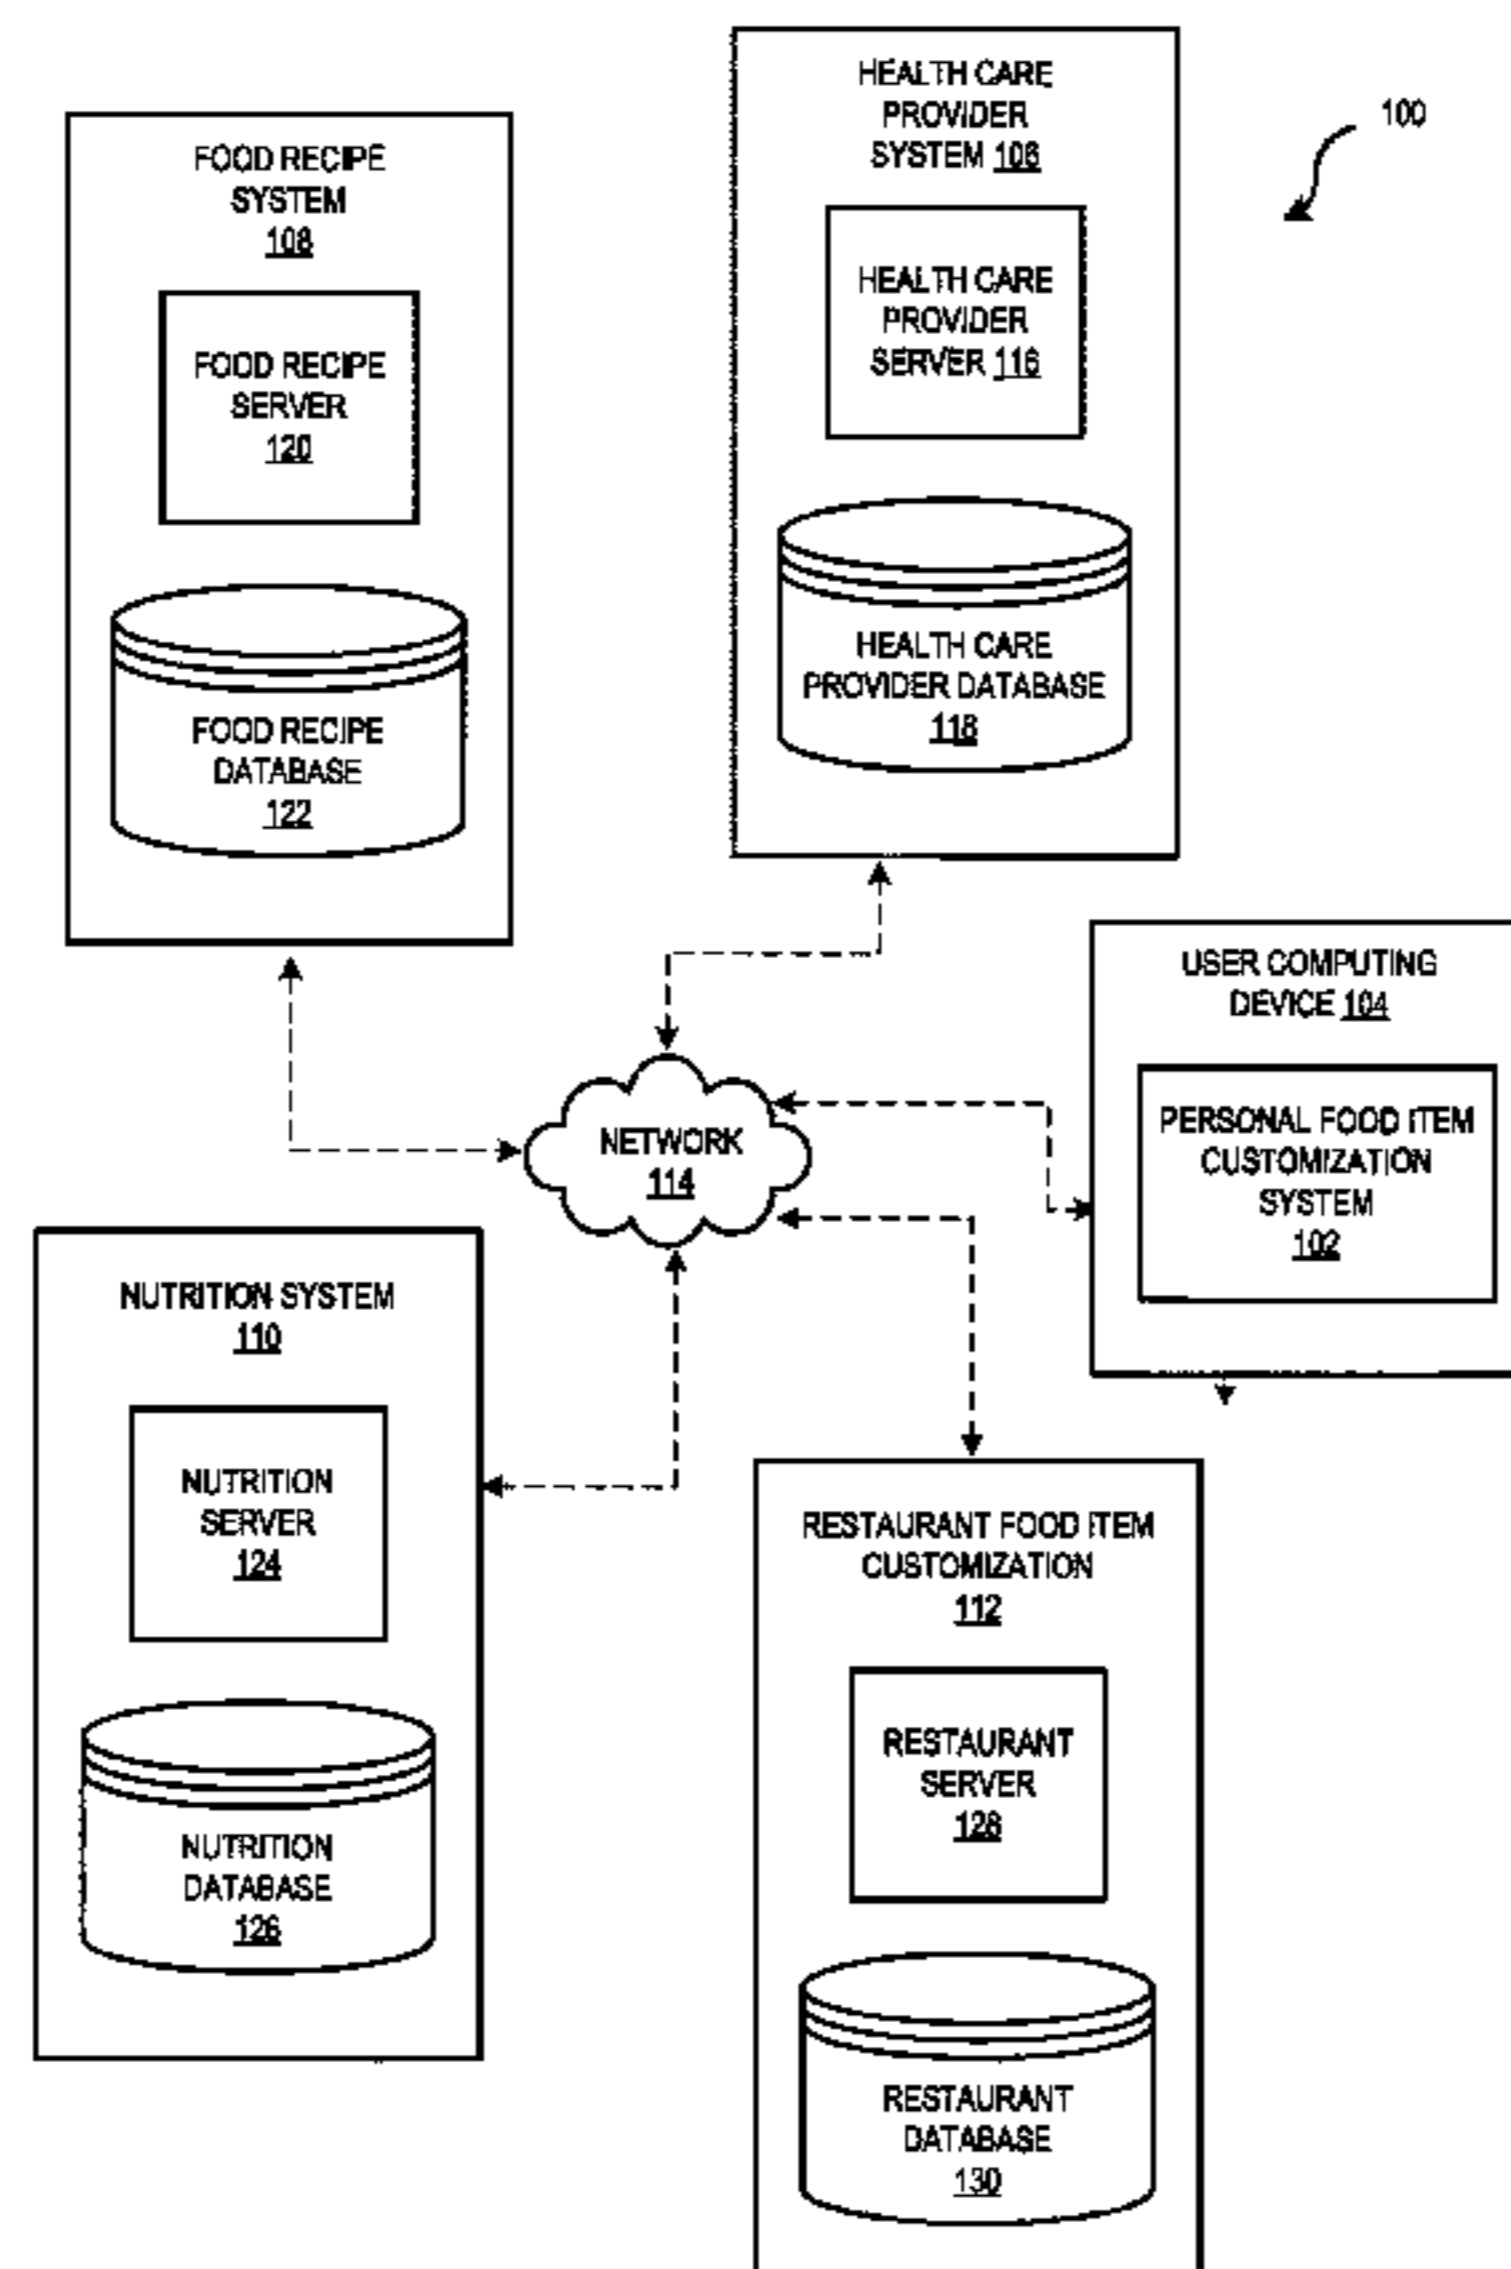 100
FOOD RECIPE
SYSTEM
108
FOOD RECIPE
SERVER
120
FOOD RECIPE
DATABASE
122
HEALTH CARE
PROVIDER
SYSTEM 106
HEALTH CARE
PROVIDER
SERVER 116
HEALTH CARE
PROVIDER DATABASE
118
USER COMPUTING
DEVICE 104
PERSONAL FOOD ITEM
CUSTOMIZATION
SYSTEM
102
NETWORK
114
NUTRITION SYSTEM
110
NUTRITION
SERVER
124
NUTRITION
DATABASE
126
RESTAURANT FOOD ITEM
CUSTOMIZATION
112
RESTAURANT
SERVER
128
RESTAURANT
DATABASE
130